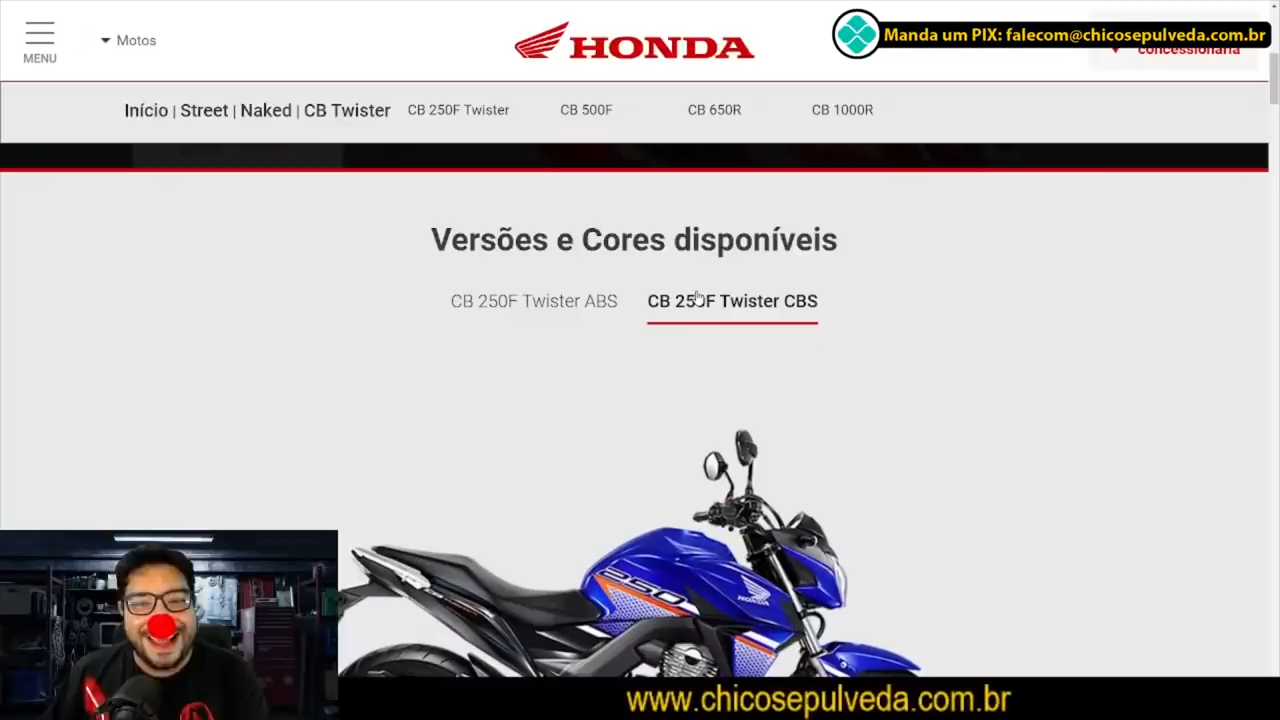 MENU
Motos
HONDA
Manda um PIX: falecom@chicosepulveda.com.br
concessionária
Início | Street | Naked | CB Twister
CB 250F Twister
CB 500F
CB 650R
CB 1000R
Versões e Cores disponíveis
CB 250F Twister ABS
CB 250F Twister CBS
250
HONDA
www.chicosepulveda.com.br